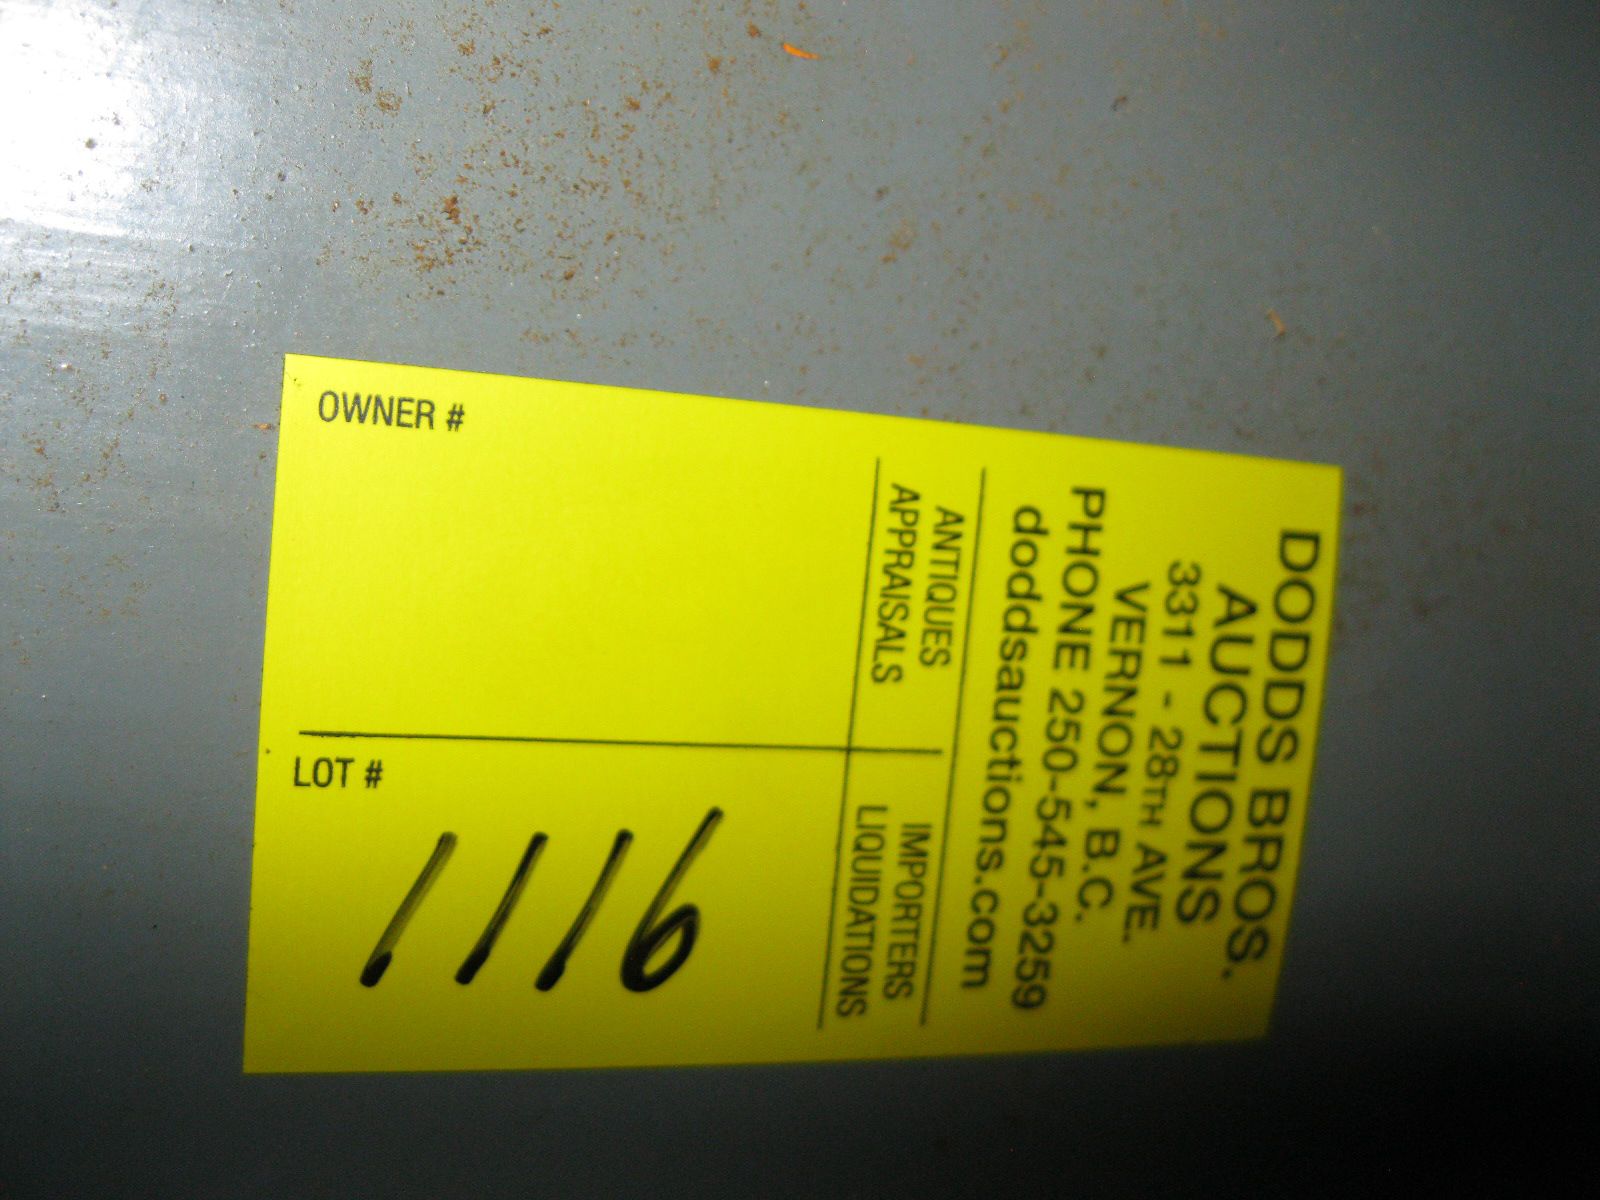 DODDS BROS.
AUCTIONS
3311 - 28TH AVE.
VERNON, B.C.
PHONE 250-545-3259
doddsauctions.com
ANTIQUES
APPRAISALS
IMPORTERS
LIQUIDATIONS
OWNER #
LOT #
1116